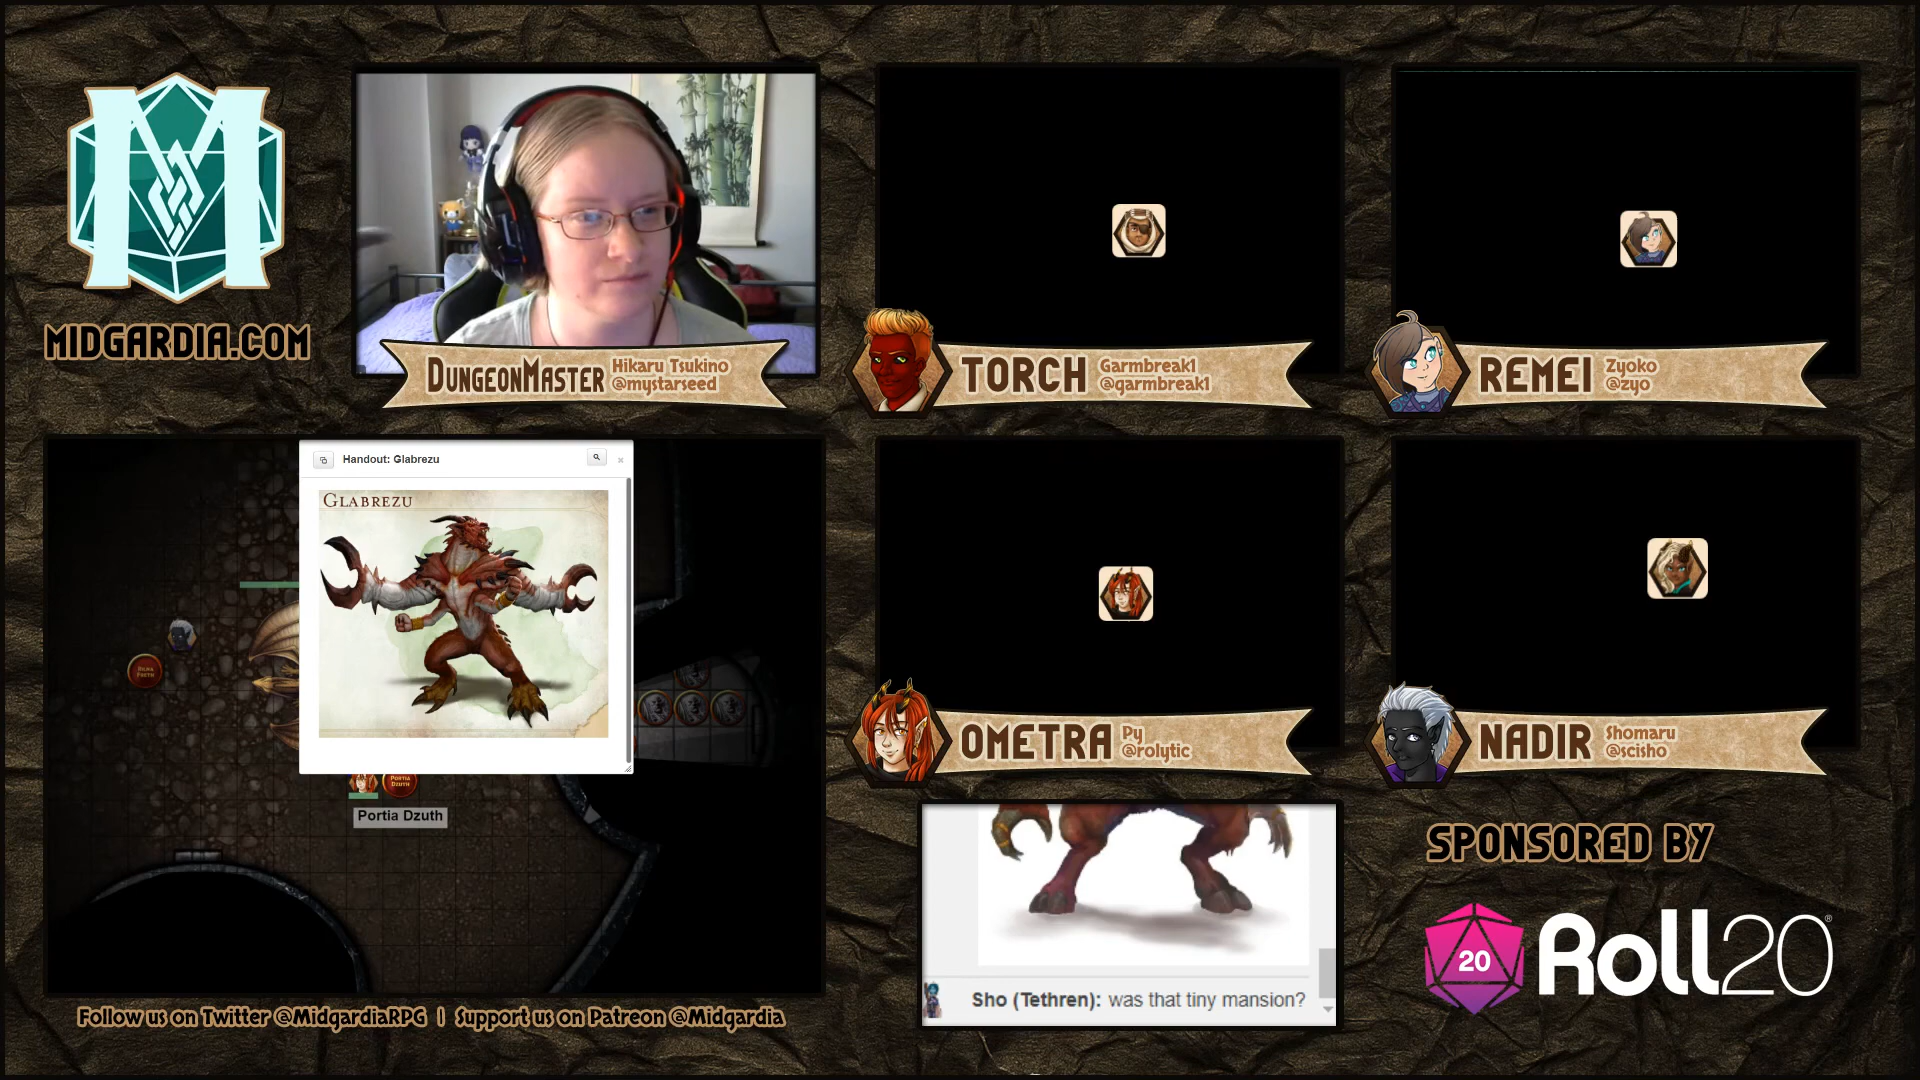 MIDGARDIA.COM
DUNGEONMASTER
Hikaru Tsukino
@mystarseed
TORCH
Garmbreak1
@garmbreak1
REMEI
Zyoko
@zyo
Handout: Glabrezu
GLABREZU
PORTIA
DZUTH
Portia Dzuth
OMETRA
Py
@rolytic
NADIR
Shomaru
@scisho
Sho (Tethren): was that tiny mansion?
SPONSORED BY
20
Roll20®
Follow us on Twitter @MidgardiaRPG | Support us on Patreon @Midgardia